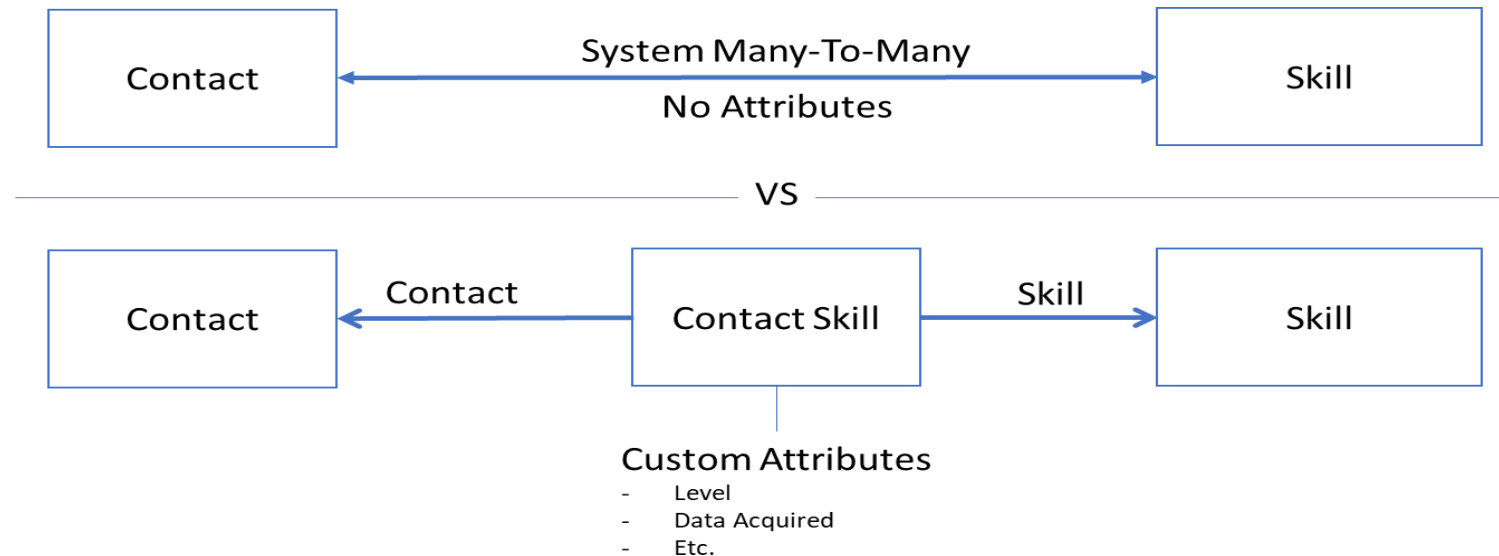 System Many-To-Many
Contact
Skill
No Attributes
VS
Contact
Skill
Contact
Contact Skill
Skill
Custom Attributes
- Level
- Data Acquired
- Etc.